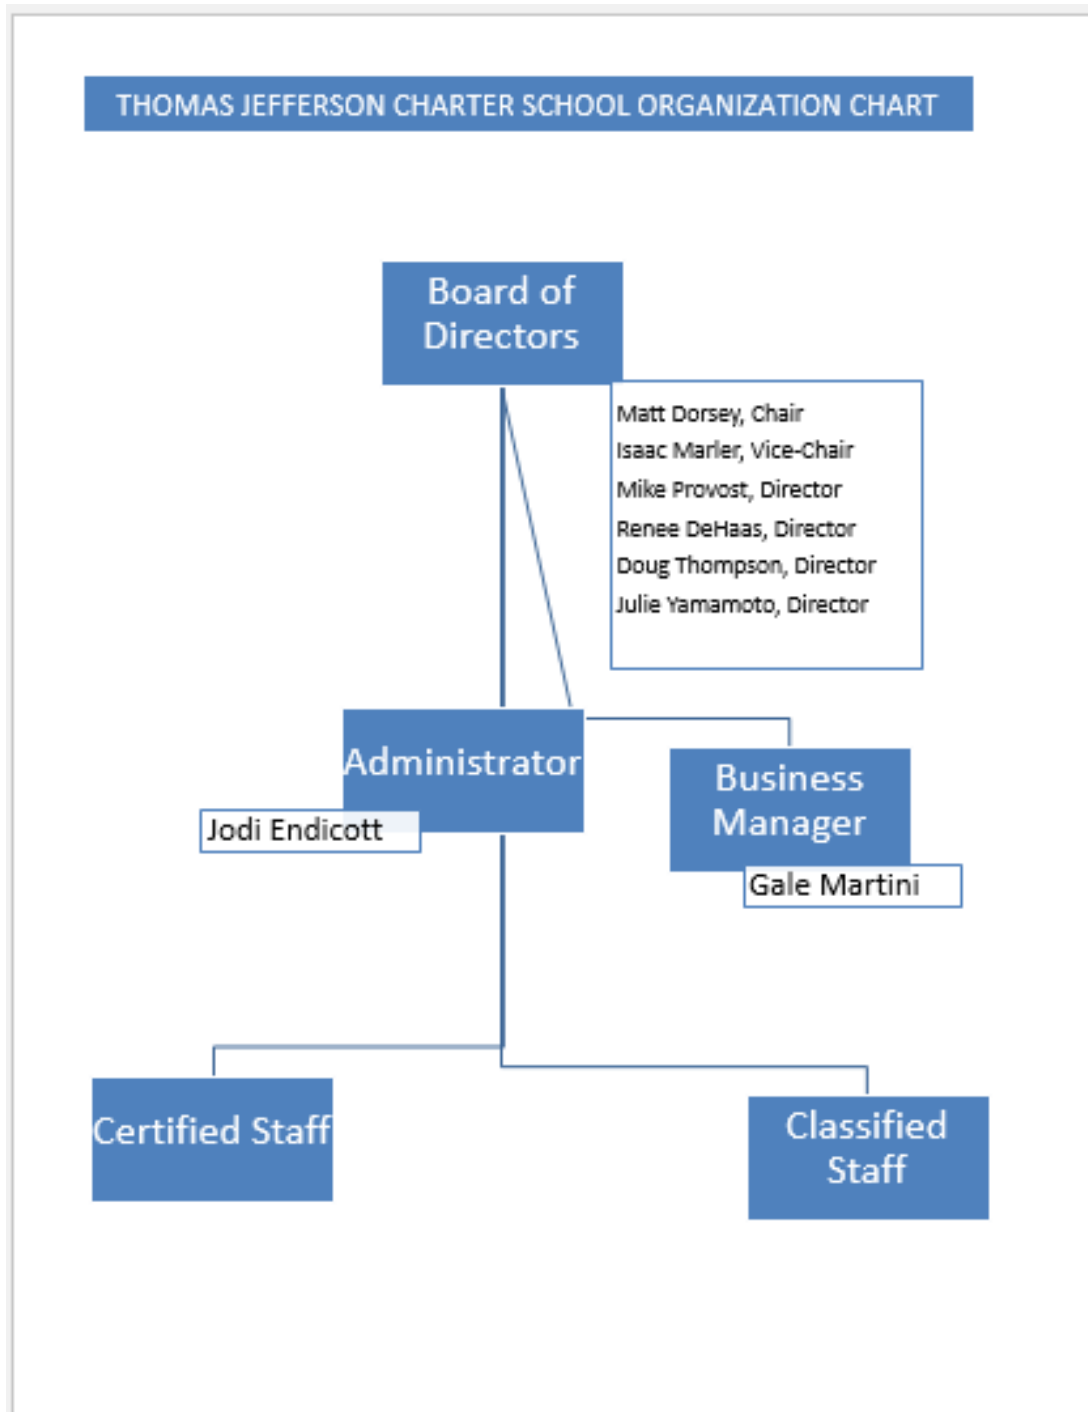 THOMAS JEFFERSON CHARTER SCHOOL ORGANIZATION CHART
Board of
Directors
Matt Dorsey, Chair
Isaac Marler, Vice-Chair
Mike Provost, Director
Renee DeHaas, Director
Doug Thompson, Director
Julie Yamamoto, Director
Administrator
Jodi Endicott
Business
Manager
Gale Martini
Certified Staff
Classified
Staff